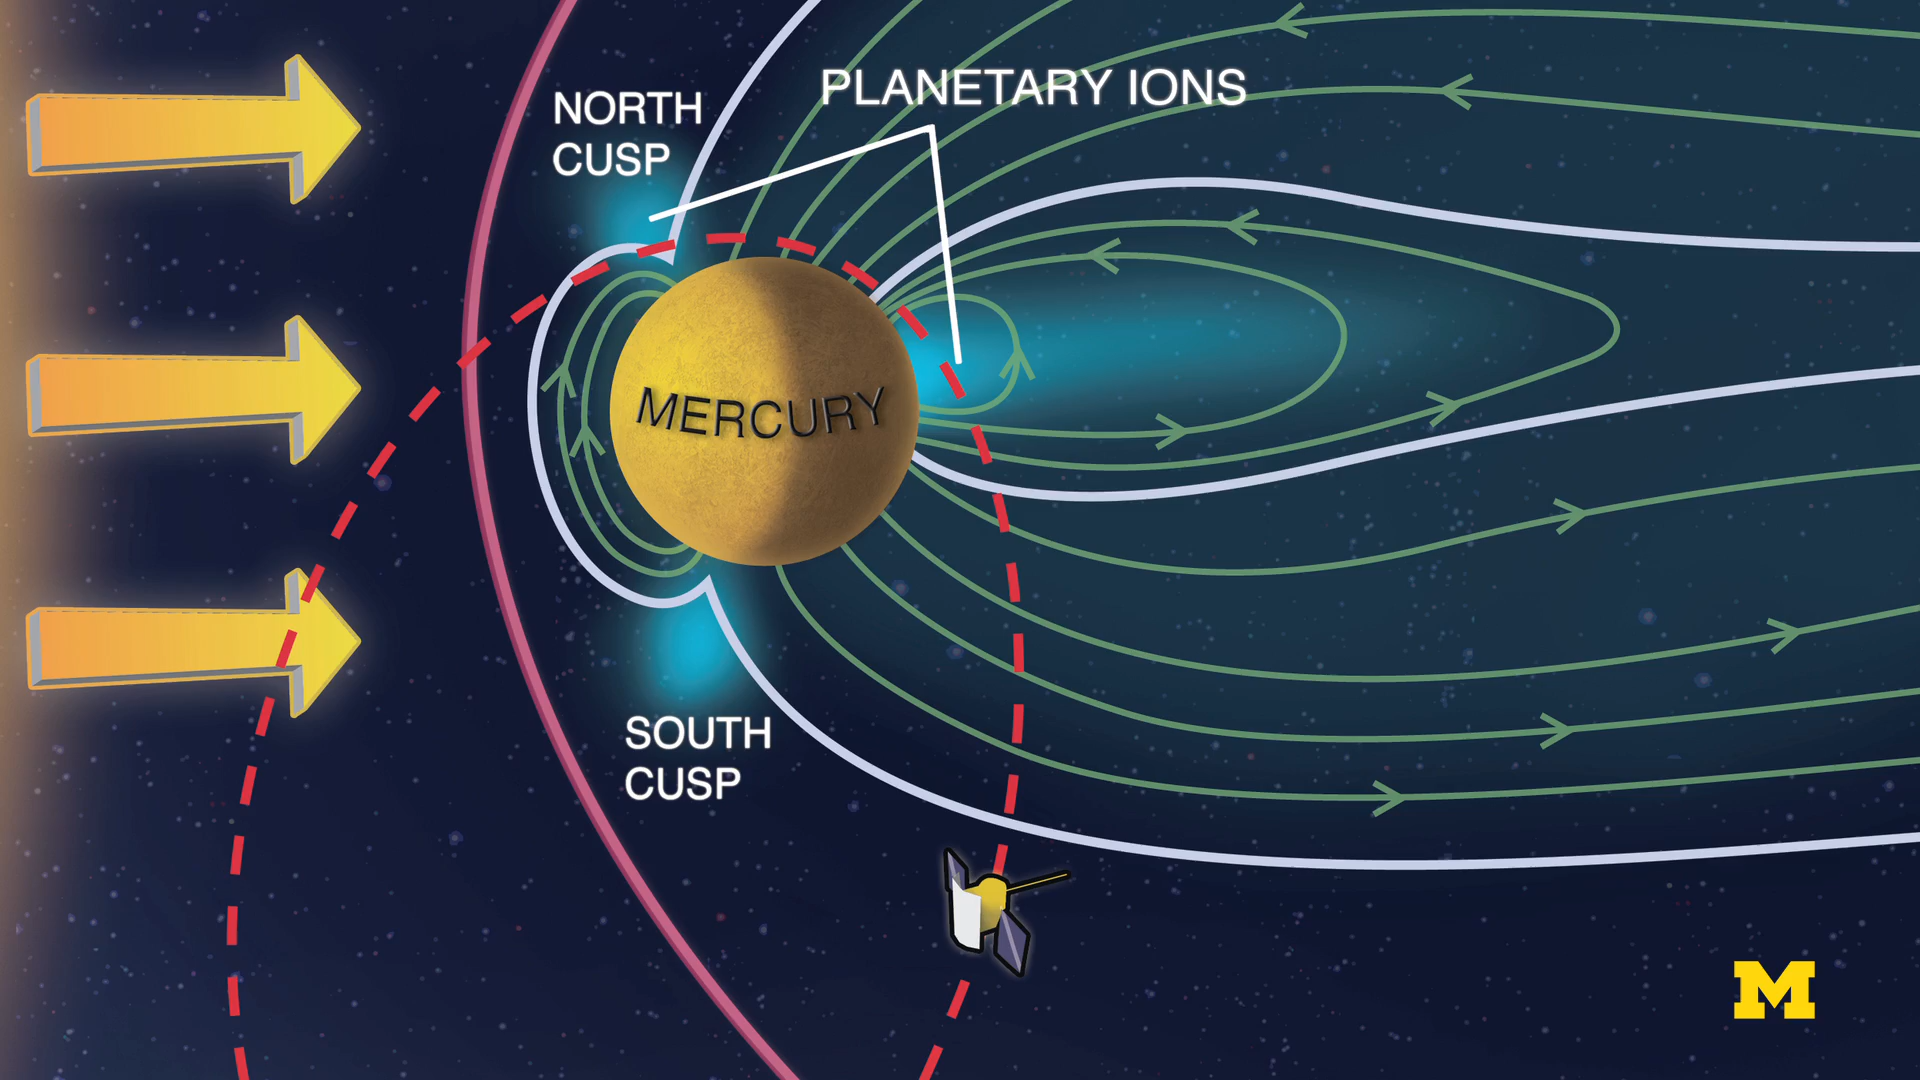 PLANETARY IONS
NORTH
CUSP
MERCURY
SOUTH
CUSP
M